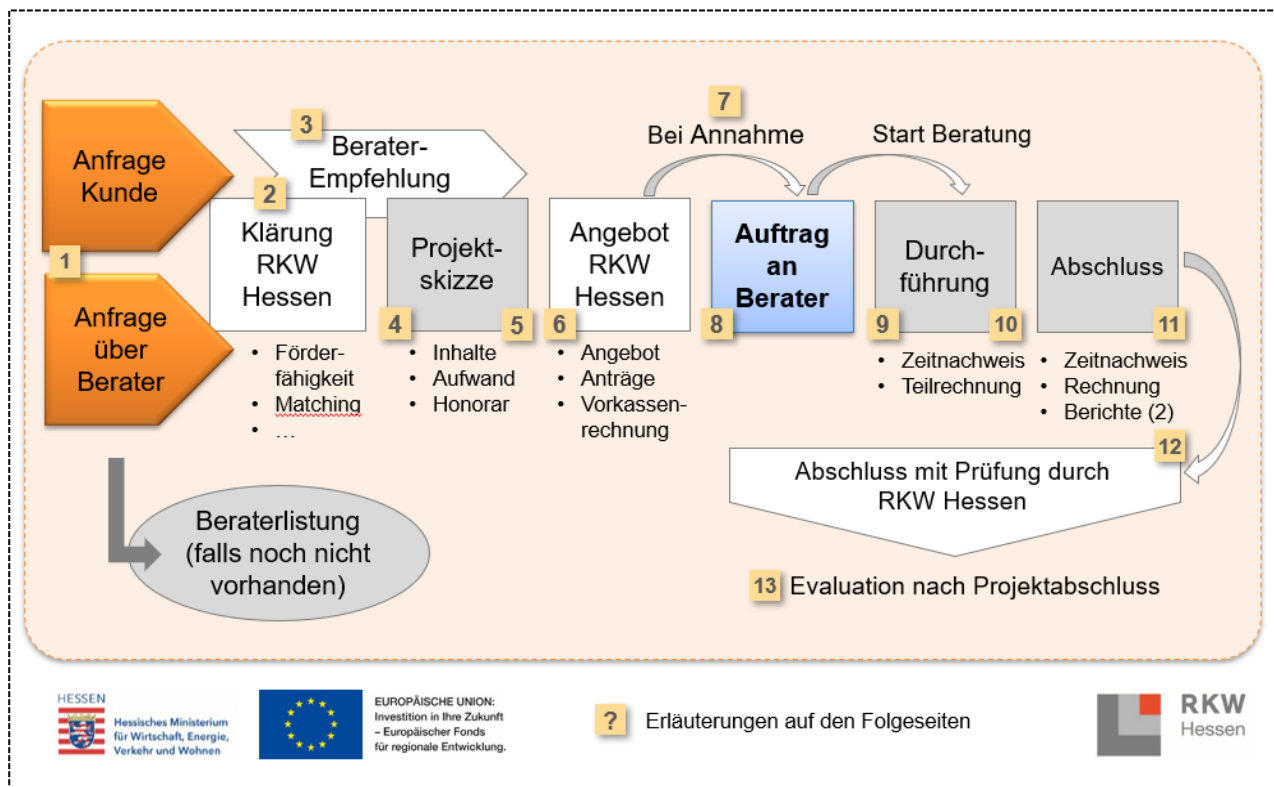 1
Anfrage
Kunde
Anfrage
über
Berater
Beraterlistung
(falls noch nicht
vorhanden)
2
Klärung
RKW
Hessen
• Förder-
fähigkeit
• Matching
• …
3
Berater-
Empfehlung
Projekt-
skizze
4
5
• Inhalte
• Aufwand
• Honorar
Angebot
RKW
Hessen
6
• Angebot
• Anträge
• Vorkassen-
rechnung
7
Bei Annahme
Auftrag
an
Berater
8
Start Beratung
Durch-
führung
9
10
• Zeitnachweis
• Teilrechnung
Abschluss
11
• Zeitnachweis
• Rechnung
• Berichte (2)
12
Abschluss mit Prüfung durch
RKW Hessen
13 Evaluation nach Projektabschluss
HESSEN
Hessisches Ministerium
für Wirtschaft, Energie,
Verkehr und Wohnen
EUROPÄISCHE UNION:
Investition in Ihre Zukunft
– Europäischer Fonds
für regionale Entwicklung.
? Erläuterungen auf den Folgeseiten
RKW
Hessen